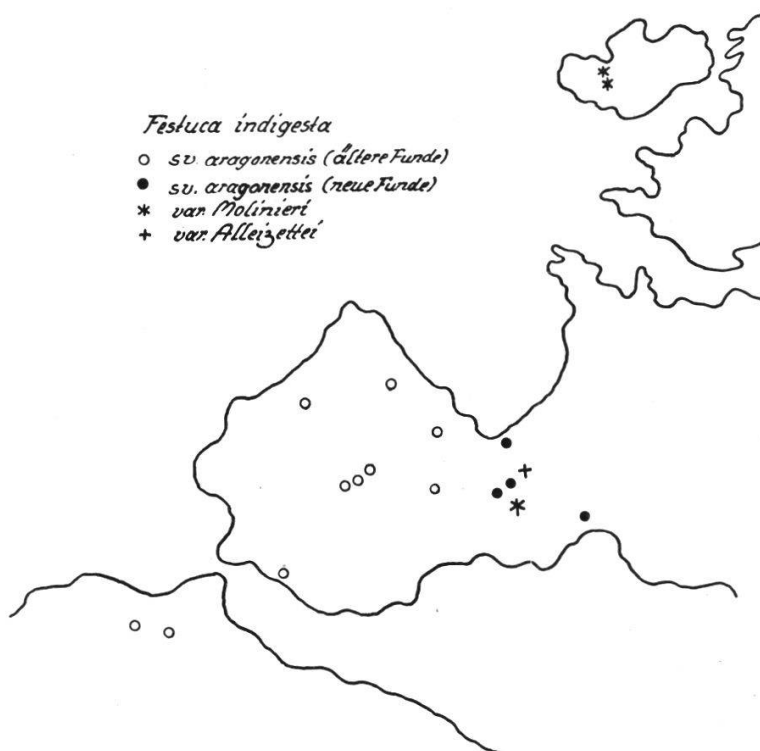 Festuca indigesta
○ sv. aragonensis (ältere Funde)
● sv. aragonensis (neue Funde)
* var. Molinieri
+ var. Alleizettei